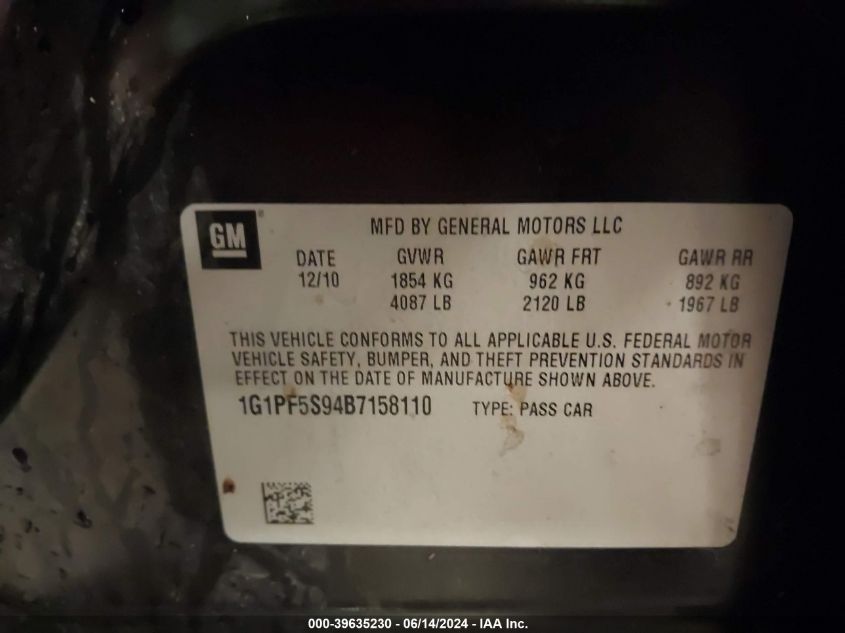 GM ®
MFD BY GENERAL MOTORS LLC
DATE GVWR GAWR FRT GAWR RR
12/10 1854 KG 962 KG 892 KG
4087 LB 2120 LB 1967 LB
THIS VEHICLE CONFORMS TO ALL APPLICABLE U.S. FEDERAL MOTOR
VEHICLE SAFETY, BUMPER, AND THEFT PREVENTION STANDARDS IN
EFFECT ON THE DATE OF MANUFACTURE SHOWN ABOVE.
1G1PF5S94B7158110 TYPE: PASS CAR
000-39635230 - 06/14/2024 - IAA Inc.